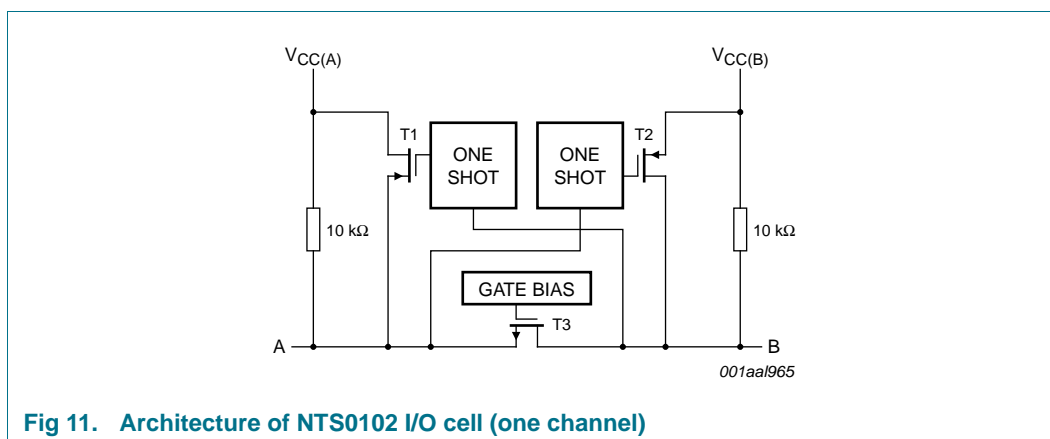 VCC(A)
VCC(B)
T1
T2
ONE
SHOT
ONE
SHOT
10 kΩ
10 kΩ
GATE BIAS
T3
A
B
001aal965
Fig 11. Architecture of NTS0102 I/O cell (one channel)